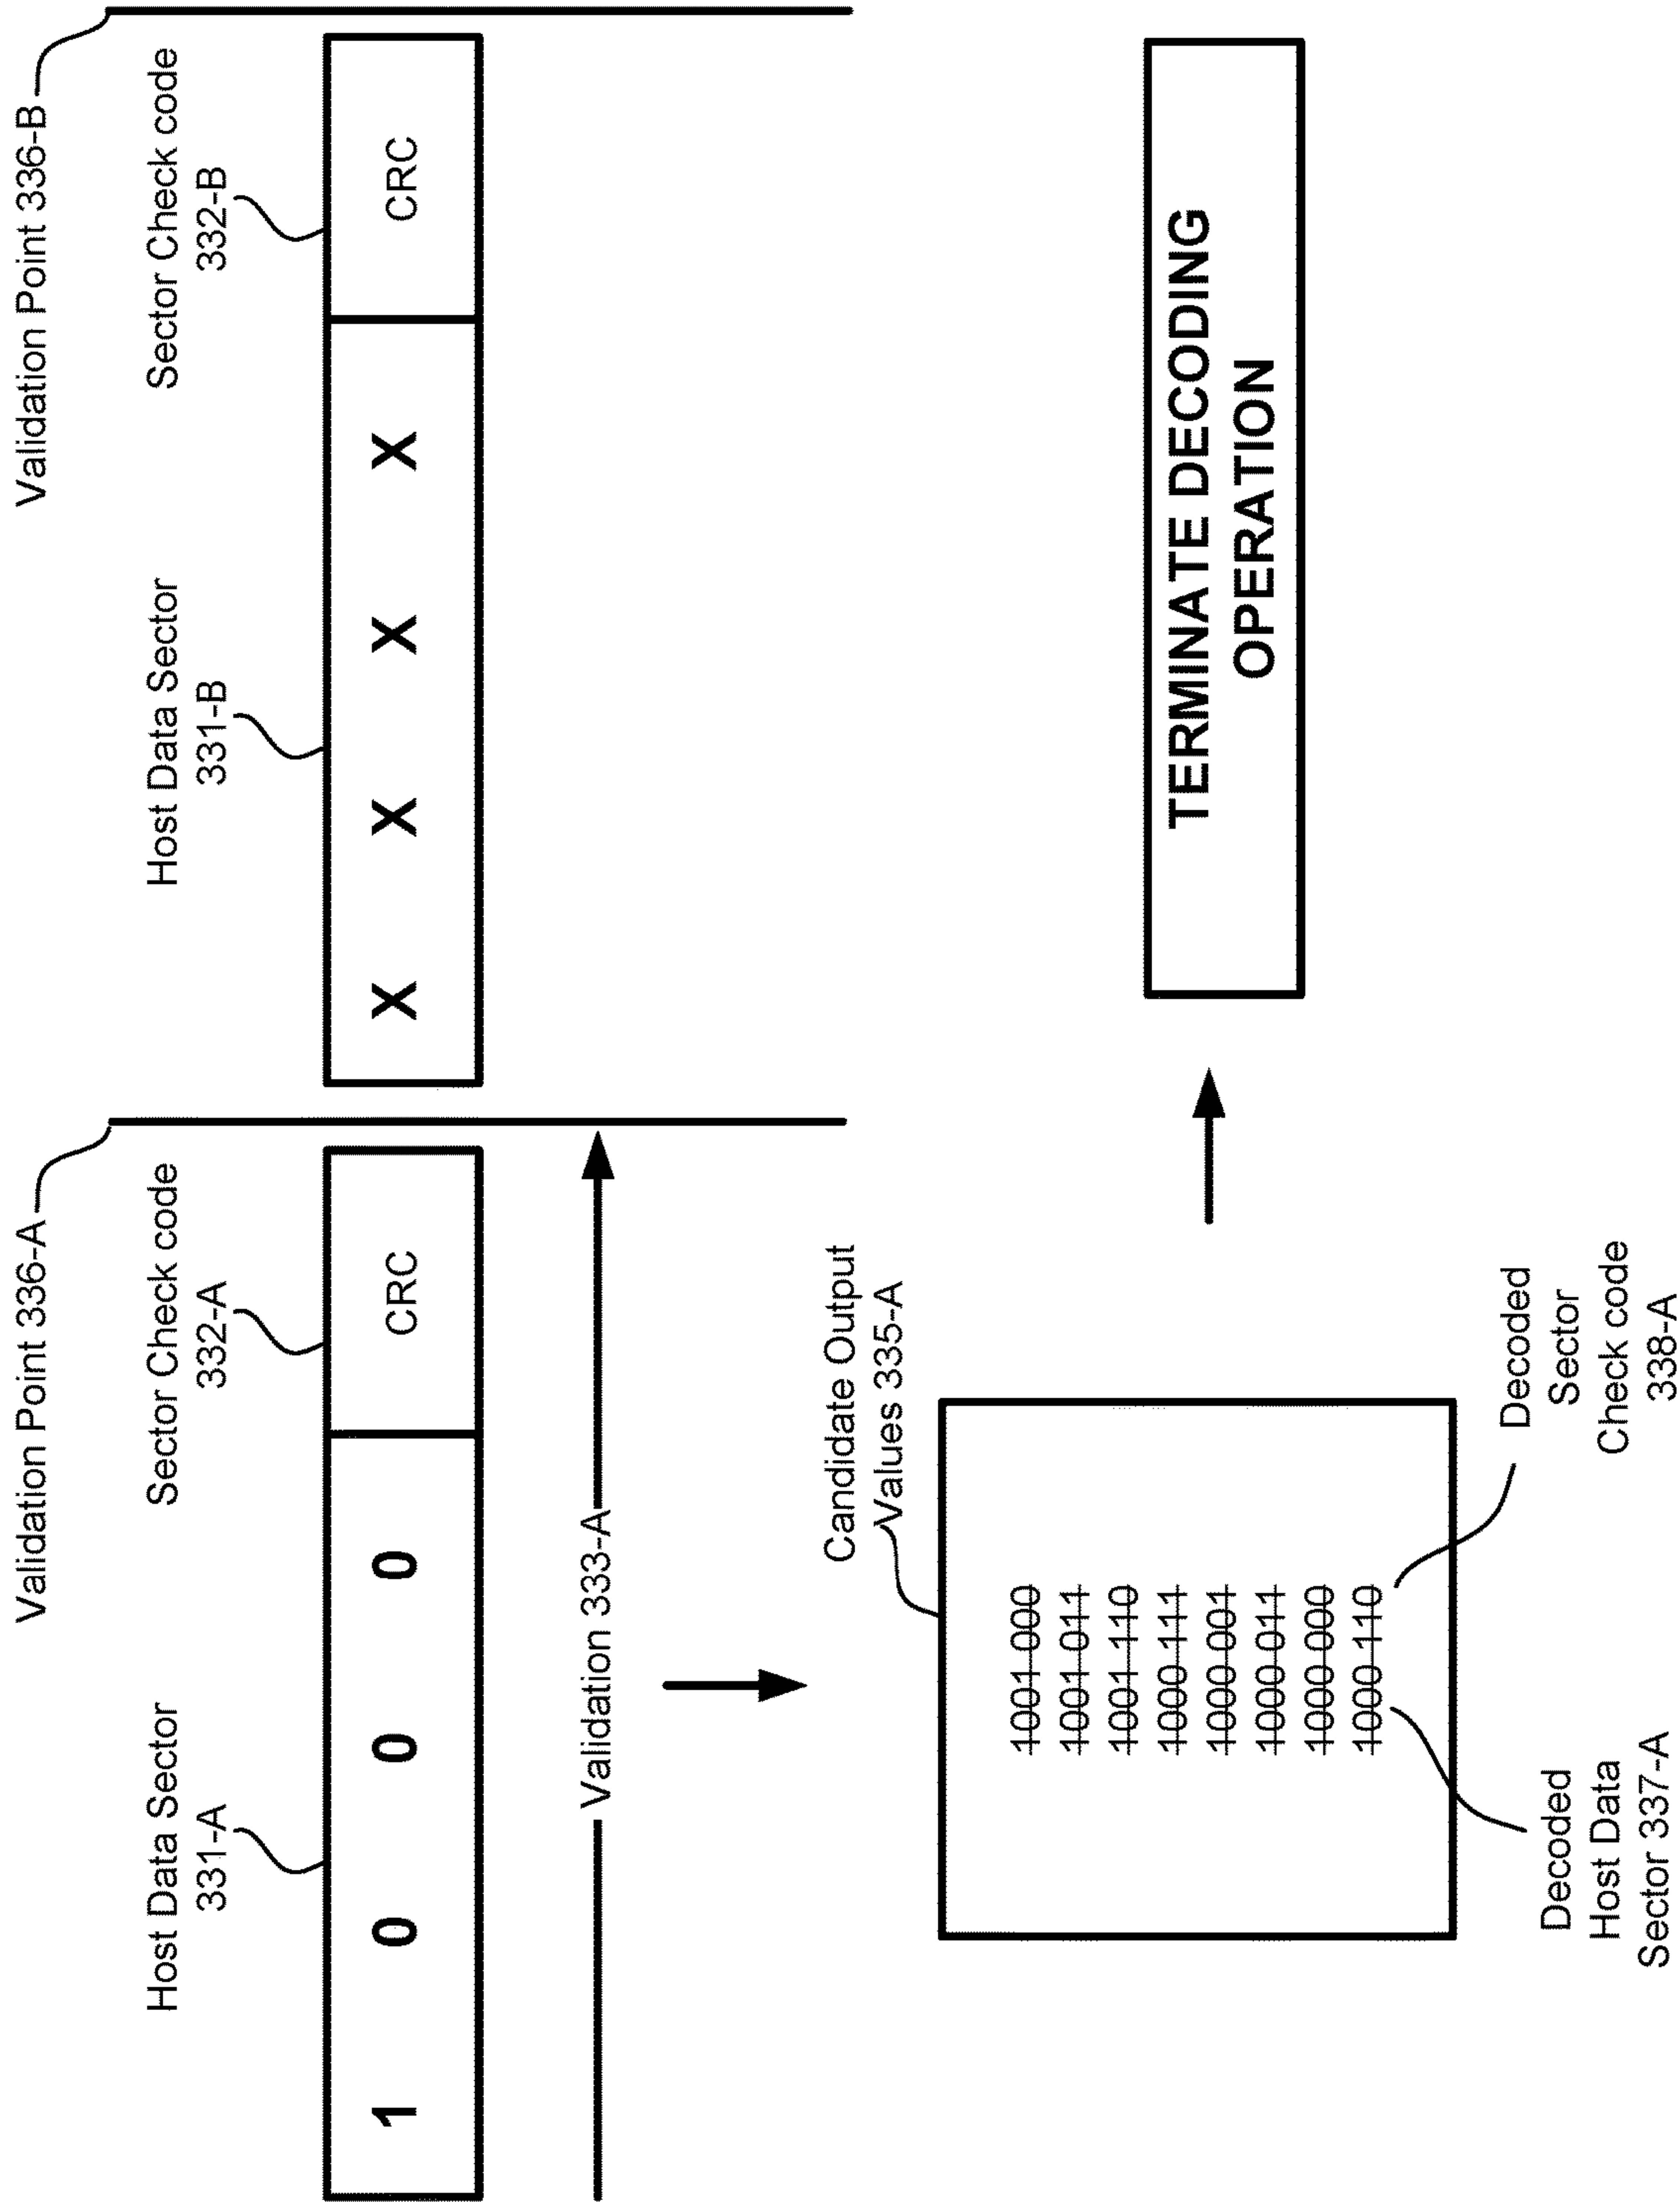 Validation Point 336-A
Validation Point 336-B
Host Data Sector
331-A
Sector Check code
332-A
Host Data Sector
331-B
Sector Check code
332-B
1 0 0 0 CRC
X X X X CRC
Validation 333-A
Candidate Output
Values 335-A
1001 000
1001 011
1001 110
1000 111
1000 001
1000 011
1000 000
1000 110
Decoded
Host Data
Sector 337-A
Decoded
Sector
Check code
338-A
TERMINATE DECODING
OPERATION